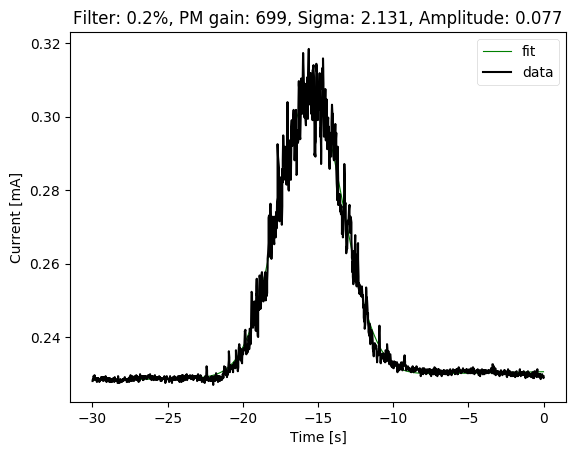 Filter: 0.2%, PM gain: 699, Sigma: 2.131, Amplitude: 0.077
fit
data
0.32
0.30
0.28
0.26
0.24
Current [mA]
−30
−25
−20
−15
−10
−5
0
Time [s]